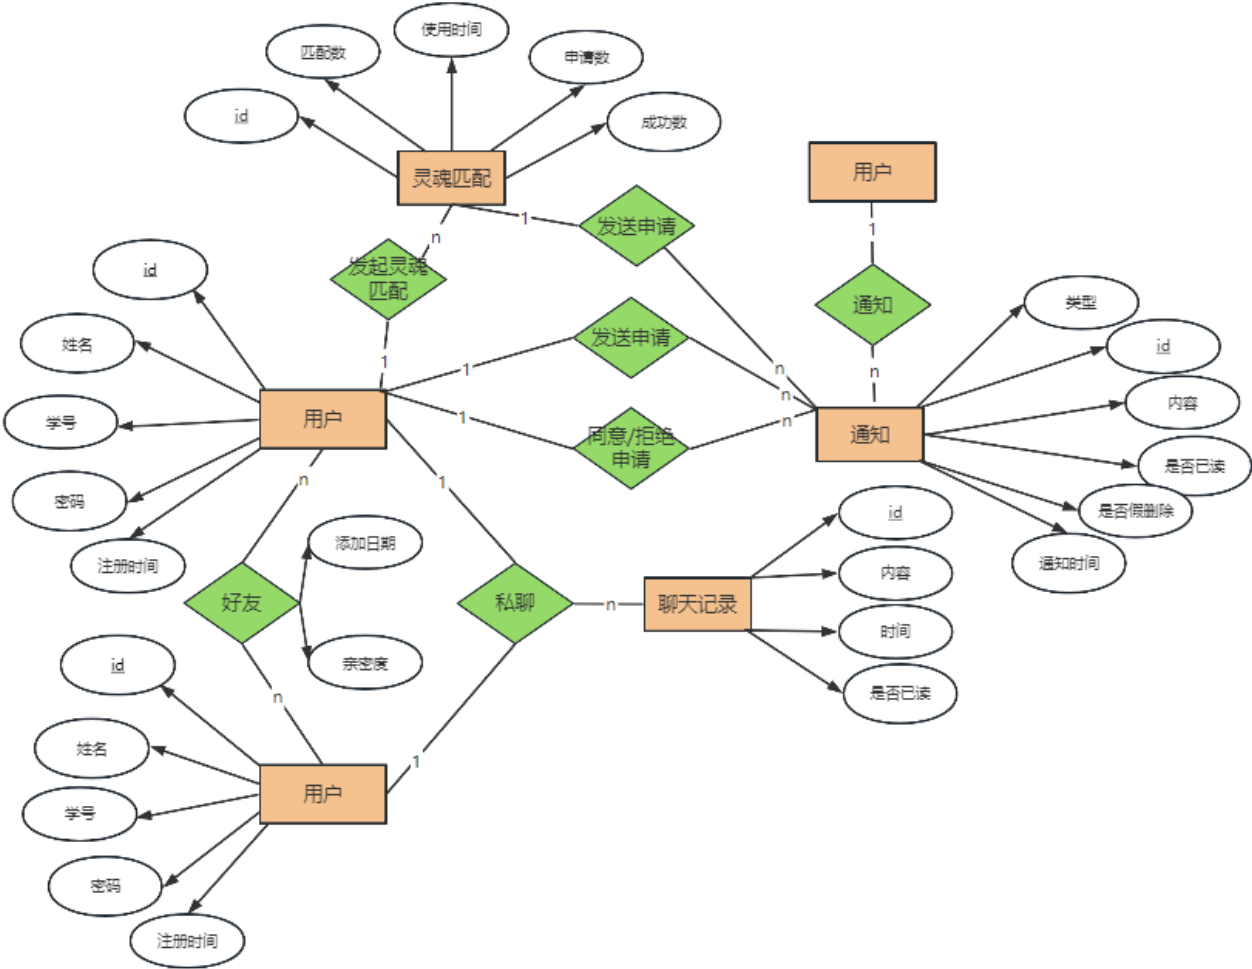 使用时间
匹配数
申请数
id
成功数
灵魂匹配
用户
发送申请
1
n
1
发起灵魂
匹配
id
通知
类型
姓名
发送申请
id
1
1
n
n
n
内容
学号
用户
1
同意/拒绝
申请
n
通知
是否已读
密码
n
1
id
是否假删除
注册时间
添加日期
内容
通知时间
好友
私聊
n
聊天记录
时间
id
亲密度
是否已读
n
姓名
1
用户
学号
密码
注册时间